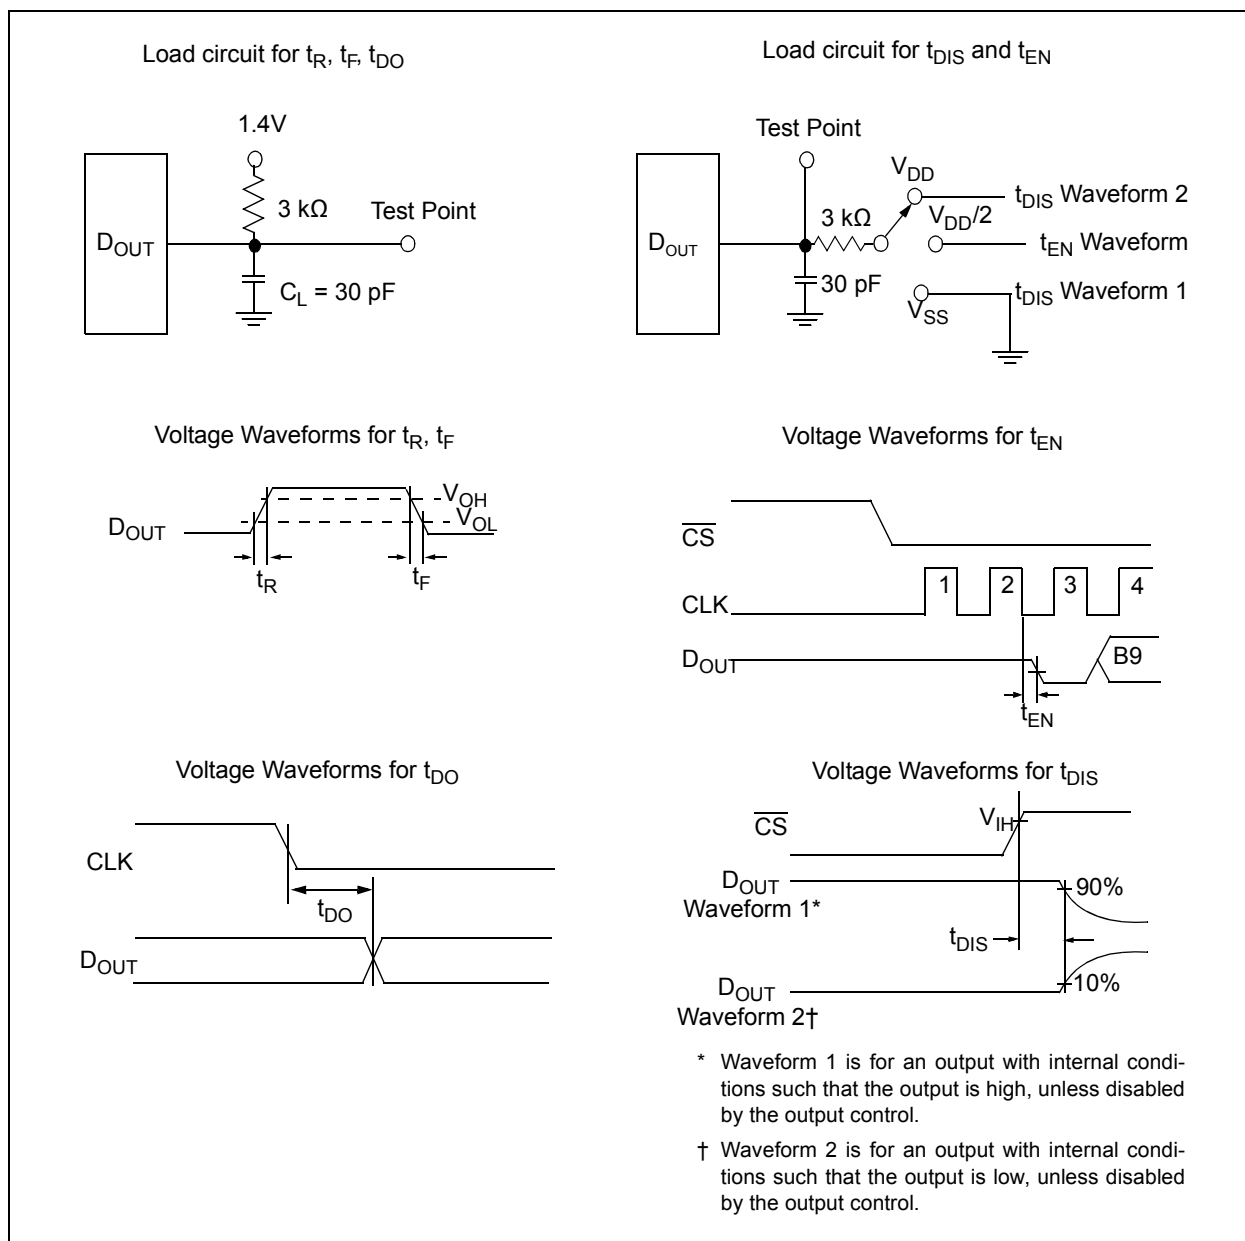 Load circuit for tR, tF, tDO
1.4V
3 kΩ
Test Point
DOUT
CL = 30 pF
Load circuit for tDIS and tEN
Test Point
VDD
tDIS Waveform 2
3 kΩ
VDD/2
DOUT
tEN Waveform
30 pF
tDIS Waveform 1
VSS
Voltage Waveforms for tR, tF
VOH
VOL
DOUT
tR
tF
Voltage Waveforms for tEN
CS
1 2 3 4
CLK
DOUT
B9
tEN
Voltage Waveforms for tDO
CLK
tDO
DOUT
Voltage Waveforms for tDIS
VIH
CS
DOUT
Waveform 1*
90%
tDIS
DOUT
Waveform 2†
10%
* Waveform 1 is for an output with internal condi-
tions such that the output is high, unless disabled
by the output control.
† Waveform 2 is for an output with internal condi-
tions such that the output is low, unless disabled
by the output control.